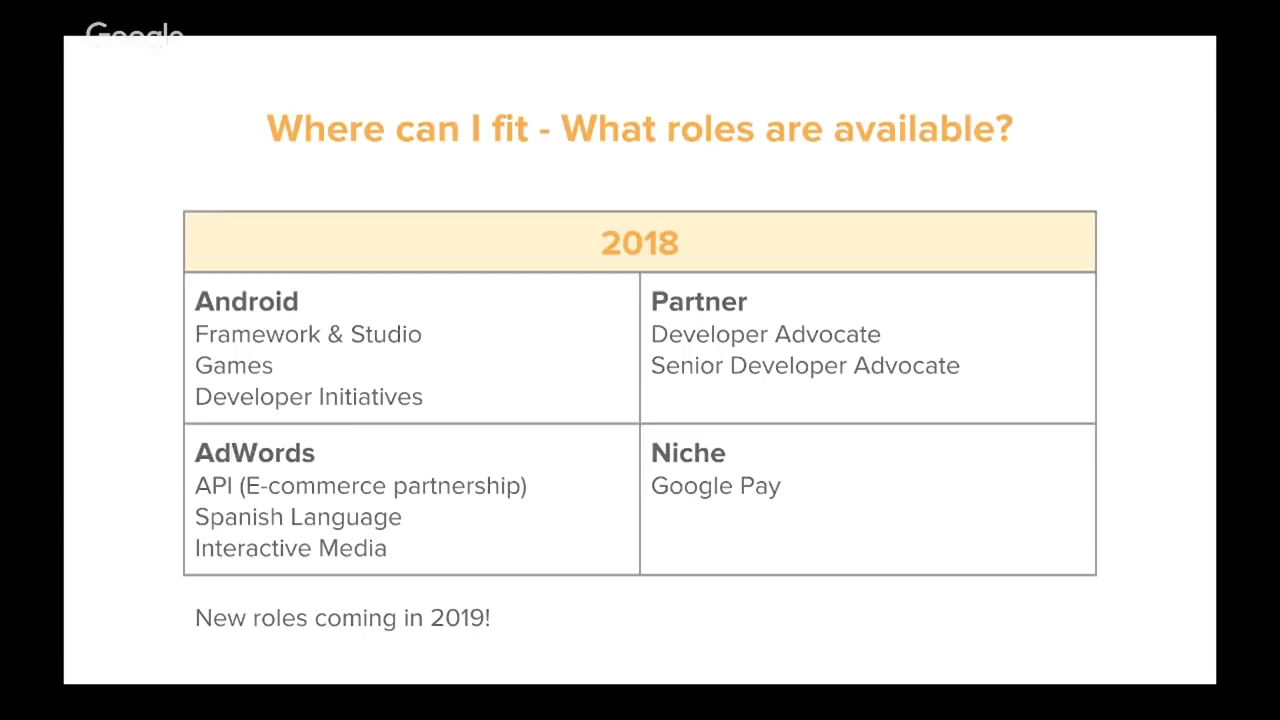 Google
Where can I fit - What roles are available?
2018
Android
Framework & Studio
Games
Developer Initiatives
Partner
Developer Advocate
Senior Developer Advocate
AdWords
API (E-commerce partnership)
Spanish Language
Interactive Media
Niche
Google Pay
New roles coming in 2019!